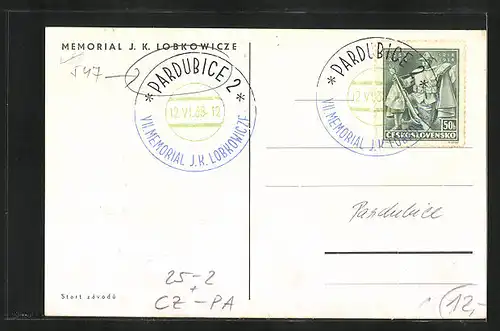 MEMORIAL J. K. LOBKOWICZE
547
* PARDUBICE 2 *
12.VI.38-12
VII. MEMORIAL J.K. LOBKOWICZE
* PARDUBICE *
12.VI.
VII. MEMORIAL J.K.
50h
ČESKOSLOVENSKO
Pardubice
25-2
+
CZ-PA
Start závodů
12,-